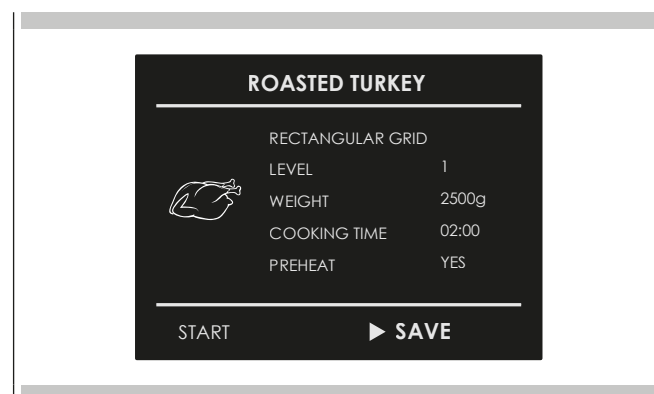 ROASTED TURKEY
RECTANGULAR GRID
LEVEL 1
WEIGHT 2500g
COOKING TIME 02:00
PREHEAT YES
START ▶ SAVE